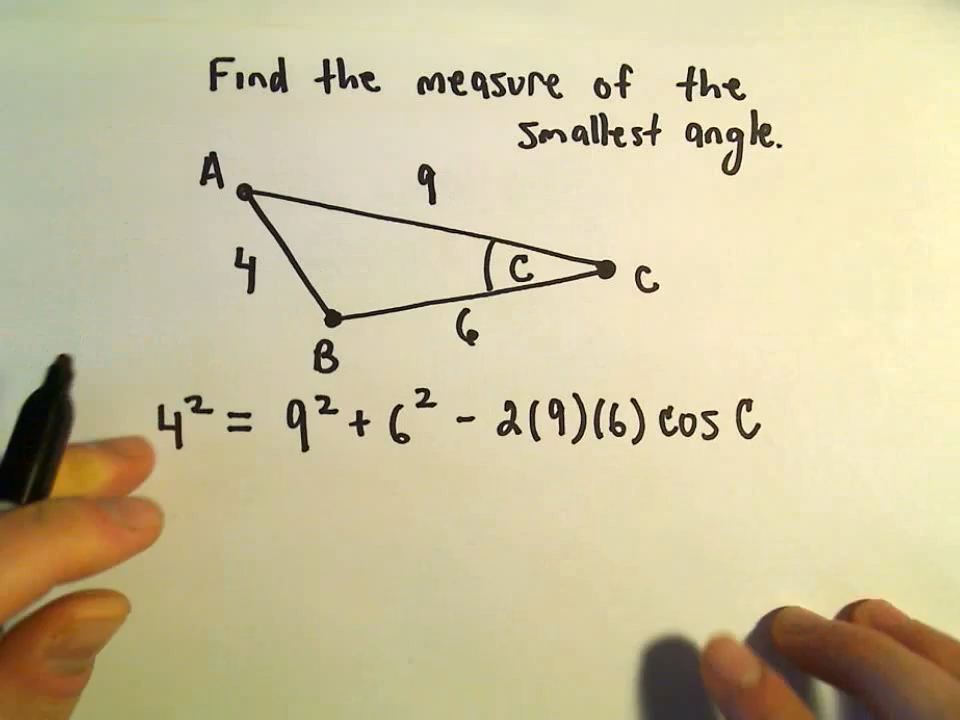 Find the measure of the
smallest angle.
A
9
4
C
C
6
B
4² = 9² + 6² - 2(9)(6) cos C